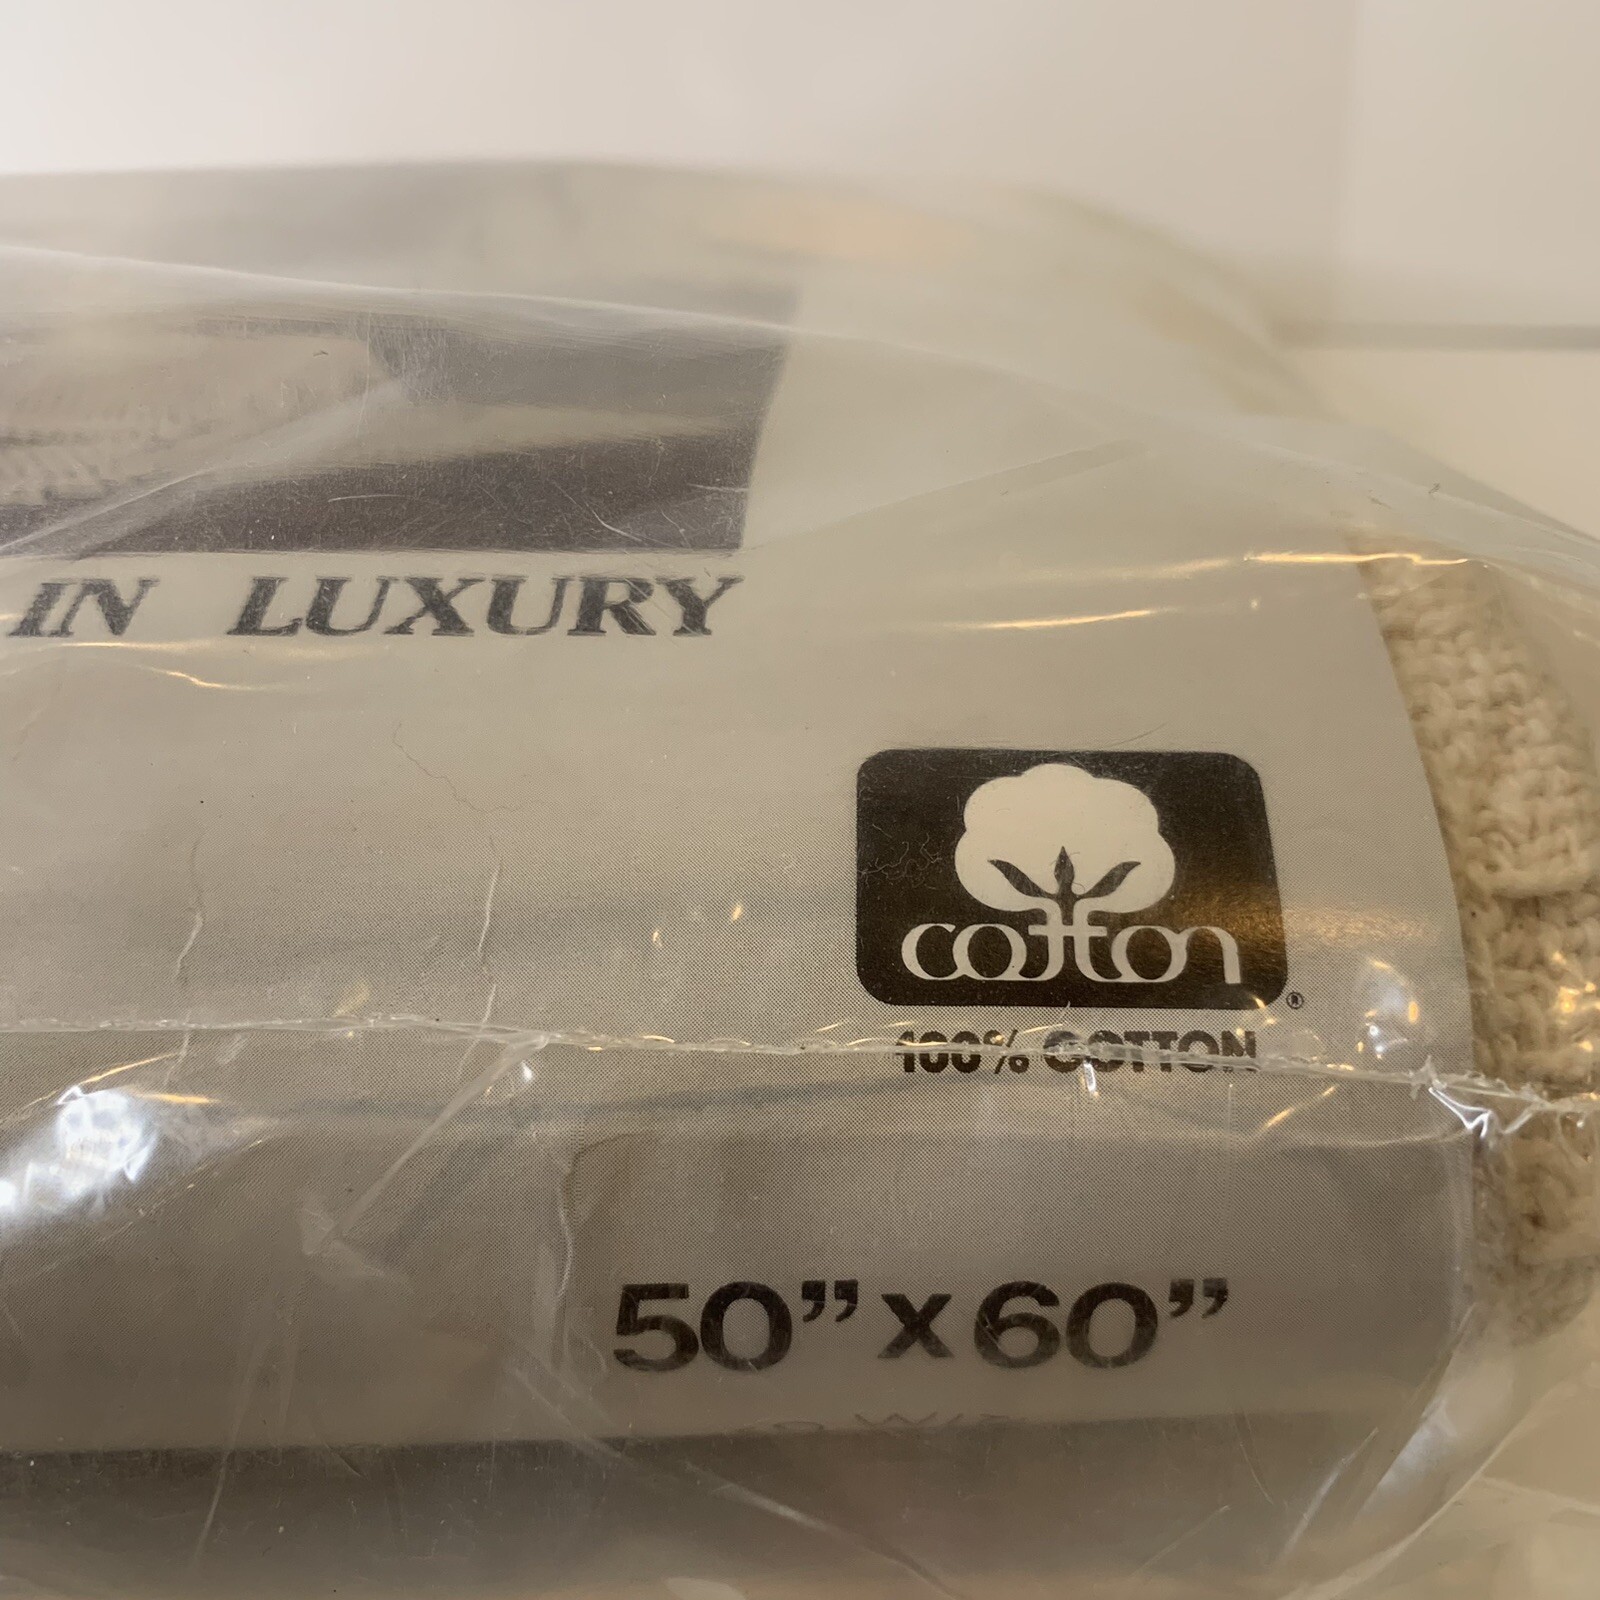 IN LUXURY
cotton
®
100% COTTON
50” x 60”